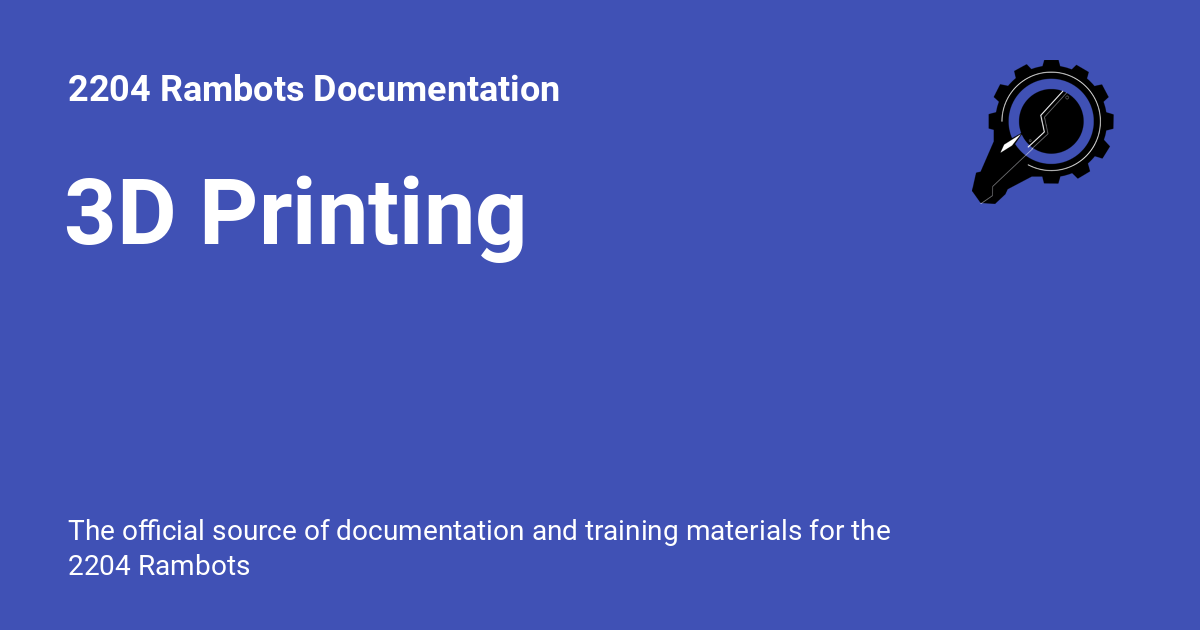 2204 Rambots Documentation
3D Printing
The official source of documentation and training materials for the
2204 Rambots